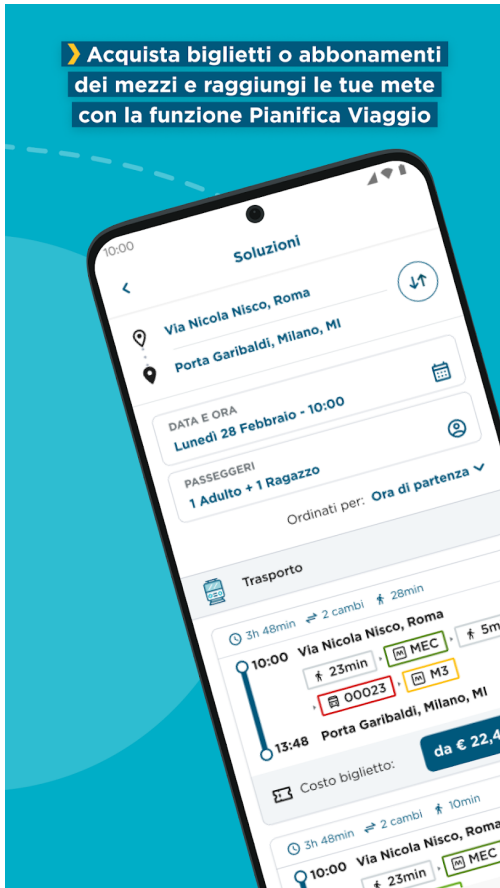 Acquista biglietti o abbonamenti
dei mezzi e raggiungi le tue mete
con la funzione Pianifica Viaggio
10:00
Soluzioni
Via Nicola Nisco, Roma
Porta Garibaldi, Milano, MI
DATA E ORA
Lunedì 28 Febbraio - 10:00
PASSEGGERI
1 Adulto + 1 Ragazzo
Ordinati per: Ora di partenza
Trasporto
3h 48min 2 cambi 28min
10:00 Via Nicola Nisco, Roma
23min MEC 5m
00023 M3
13:48 Porta Garibaldi, Milano, MI
Costo biglietto: da € 22,4
3h 48min 2 cambi 10min
10:00 Via Nicola Nisco, Roma
23min MEC